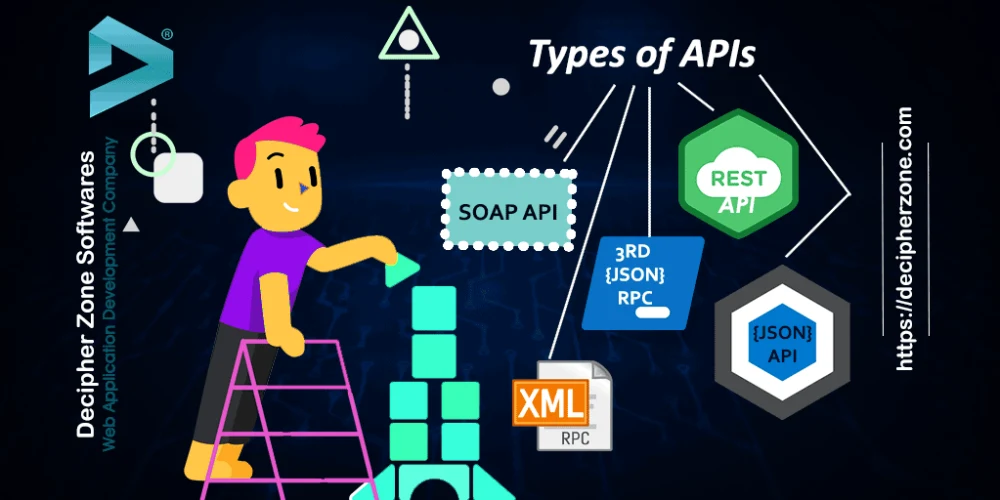 ®
Decipher Zone Softwares
Web Application Development Company
Types of APIs
SOAP API
3RD
{JSON}
RPC
REST
API
{JSON}
API
XML
RPC
https://decipherzone.com